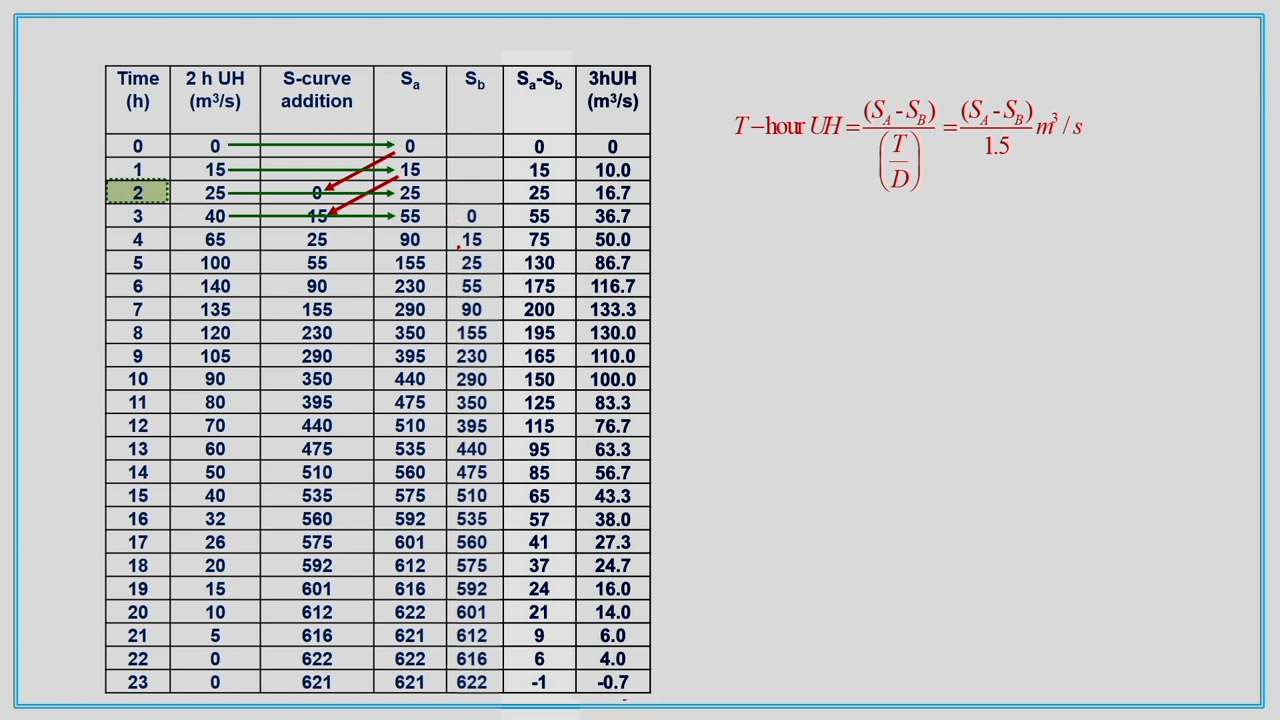 Time (h) 2 h UH (m³/s) S-curve addition Sa Sb Sa-Sb 3hUH (m³/s)
0 0 0 0 0
1 15 15 15 10.0
2 25 0 25 25 16.7
3 40 15 55 0 55 36.7
4 65 25 90 15 75 50.0
5 100 55 155 25 130 86.7
6 140 90 230 55 175 116.7
7 135 155 290 90 200 133.3
8 120 230 350 155 195 130.0
9 105 290 395 230 165 110.0
10 90 350 440 290 150 100.0
11 80 395 475 350 125 83.3
12 70 440 510 395 115 76.7
13 60 475 535 440 95 63.3
14 50 510 560 475 85 56.7
15 40 535 575 510 65 43.3
16 32 560 592 535 57 38.0
17 26 575 601 560 41 27.3
18 20 592 612 575 37 24.7
19 15 601 616 592 24 16.0
20 10 612 622 601 21 14.0
21 5 616 621 612 9 6.0
22 0 622 622 616 6 4.0
23 0 621 621 622 -1 -0.7
T-hour UH = (SA - SB) / (T/D) = (SA - SB) / 1.5 m³/s